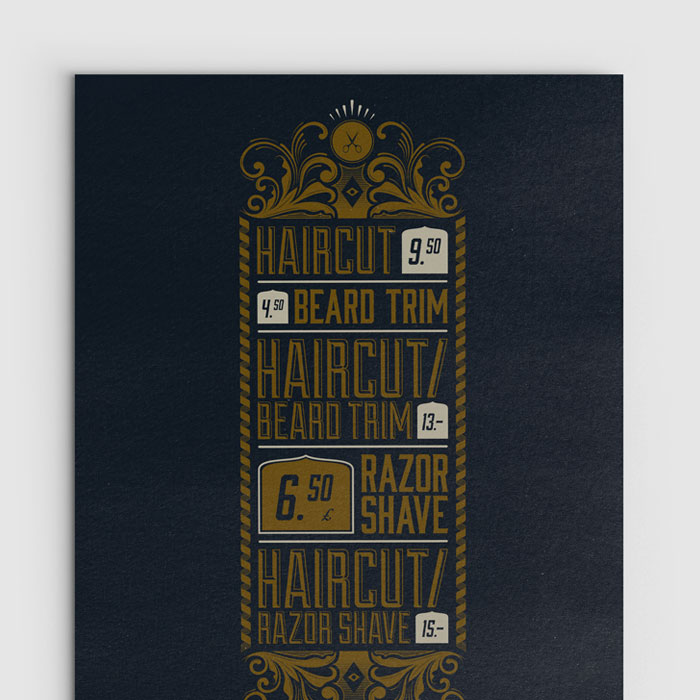 HAIRCUT 9.50
4.50 BEARD TRIM
HAIRCUT/
BEARD TRIM 13.-
6.50 £ RAZOR
SHAVE
HAIRCUT/
RAZOR SHAVE 15.-